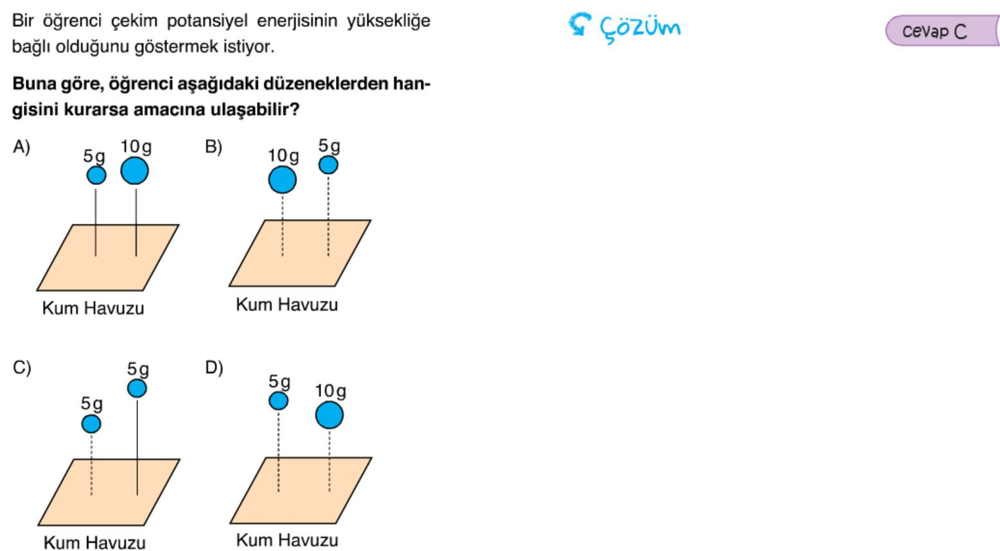 Bir öğrenci çekim potansiyel enerjisinin yüksekliğe
bağlı olduğunu göstermek istiyor.
Buna göre, öğrenci aşağıdaki düzeneklerden han-
gisini kurarsa amacına ulaşabilir?
A)
5g
10g
Kum Havuzu
B)
10g
5g
Kum Havuzu
C)
5g
5g
Kum Havuzu
D)
5g
10g
Kum Havuzu
Çözüm
Cevap C